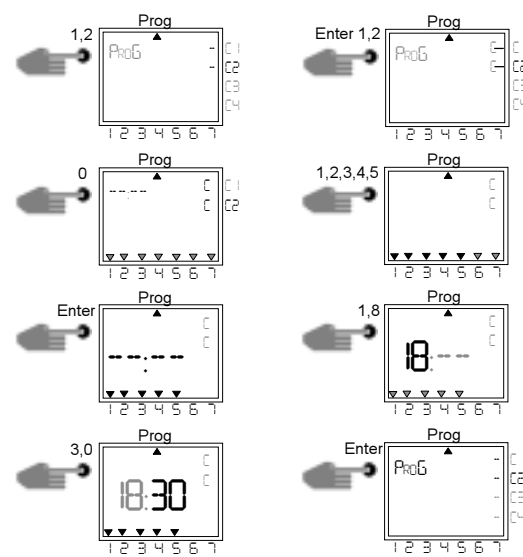 Prog
1,2
PROG - C1
- C2
C3
C4
1 2 3 4 5 6 7
Prog
Enter 1,2
PROG C- C
C- C2
C3
C4
1 2 3 4 5 6 7
Prog
0
--:-- C C1
C C2
1 2 3 4 5 6 7
Prog
1,2,3,4,5
C
C
1 2 3 4 5 6 7
Prog
Enter
C
C
--:--
1 2 3 4 5 6 7
Prog
1,8
C
C
18:--
1 2 3 4 5 6 7
Prog
3,0
C
C
18:30
1 2 3 4 5 6 7
Prog
Enter
PROG - C
- C2
- C3
- C4
1 2 3 4 5 6 7